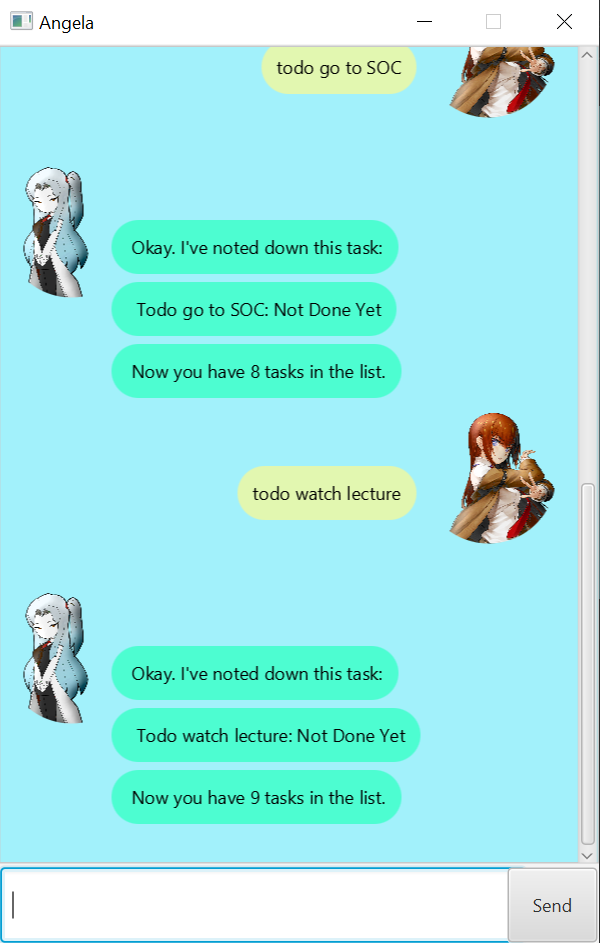 Angela
todo go to SOC
Okay. I've noted down this task:
Todo go to SOC: Not Done Yet
Now you have 8 tasks in the list.
todo watch lecture
Okay. I've noted down this task:
Todo watch lecture: Not Done Yet
Now you have 9 tasks in the list.
Send